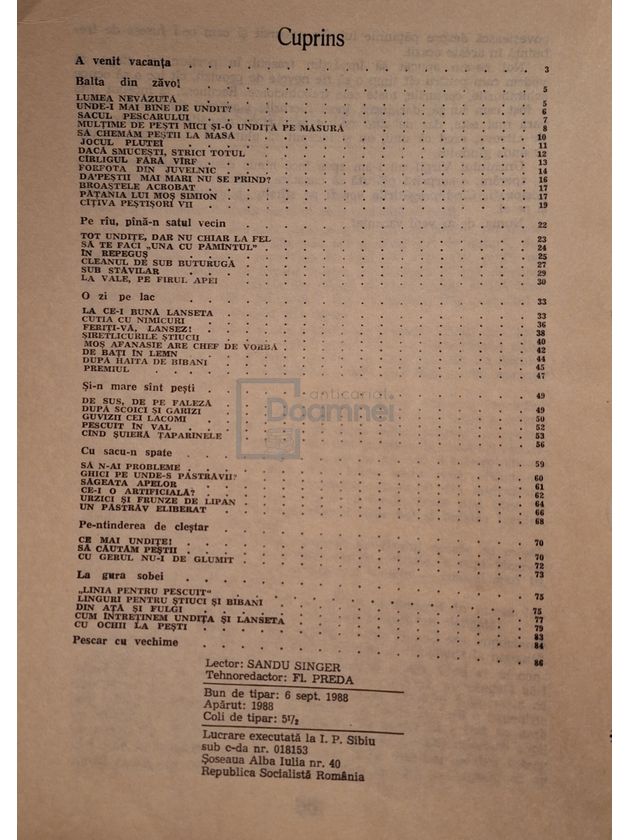 Cuprins
A venit vacanța 3
Balta din zăvoi 5
LUMEA NEVĂZUTĂ 5
UNDE-I MAI BINE DE UNDIT? 6
SACUL PESCARULUI 7
MULȚIME DE PEȘTI MICI ȘI-O UNDIȚĂ PE MĂSURĂ 8
SĂ CHEMĂM PEȘTII LA MASĂ 10
JOCUL PLUTEI 11
DACĂ SMUCEȘTI, STRICI TOTUL 12
CÎRLIGUL FĂRĂ VÎRF 13
FORFOTA DIN JUVELNIC 14
DA'PEȘTII MAI MARI NU SE PRIND? 16
BROAȘTELE ACROBAT 17
PĂȚANIA LUI MOȘ SIMION 17
CÎȚIVA PEȘTIȘORI VII 19
Pe rîu, pînă-n satul vecin 22
TOT UNDIȚE, DAR NU CHIAR LA FEL 23
SĂ TE FACI „UNA CU PĂMÎNTUL" 24
ÎN REPEGUȘ 25
CLEANUL DE SUB BUTURUGĂ 27
SUB STĂVILAR 29
LA VALE, PE FIRUL APEI 30
O zi pe lac 33
LA CE-I BUNĂ LANSETA 33
CUTIA CU NIMICURI 36
FERIȚI-VĂ, LANSEZ! 38
ȘIRETLICURILE ȘTIUCII 40
MOȘ AFANASIE ARE CHEF DE VORBĂ 42
DE BAȚI ÎN LEMN 44
DUPĂ HAITA DE BIBANI 45
PREMIUL 47
Și-n mare sînt pești 49
DE SUS, DE PE FALEZĂ 49
DUPĂ SCOICI ȘI GARIZI 50
GUVIZII CEI LACOMI 52
PESCUIT ÎN VAL 53
CÎND ȘUIERĂ ȚAPARINELE 56
Cu sacu-n spate 59
SĂ N-AI PROBLEME 60
GHICI PE UNDE-S PĂSTRĂVII? 61
SĂGEATA APELOR 62
CE-I O ARTIFICIALĂ? 64
URZICI ȘI FRUNZE DE LIPAN 66
UN PĂSTRĂV ELIBERAT 68
Pe-ntinderea de cleștar 70
CE MAI UNDIȚE! 70
SĂ CĂUTĂM PEȘTII 72
CU GERUL NU-I DE GLUMIT 73
La gura sobei 75
„LINIA PENTRU PESCUIT" 75
LINGURI PENTRU ȘTIUCI ȘI BIBANI 77
DIN AȚĂ ȘI FULGI 79
CUM ÎNTREȚINEM UNDIȚA ȘI LANSETA 83
CU OCHII LA PEȘTI 84
Pescar cu vechime 86
anticariat
Doamnei
Lector: SANDU SINGER
Tehnoredactor: Fl. PREDA
Bun de tipar: 6 sept. 1988
Apărut: 1988
Coli de tipar: 5 1/2
Lucrare executată la I. P. Sibiu
sub c-da nr. 018153
Șoseaua Alba Iulia nr. 40
Republica Socialistă România